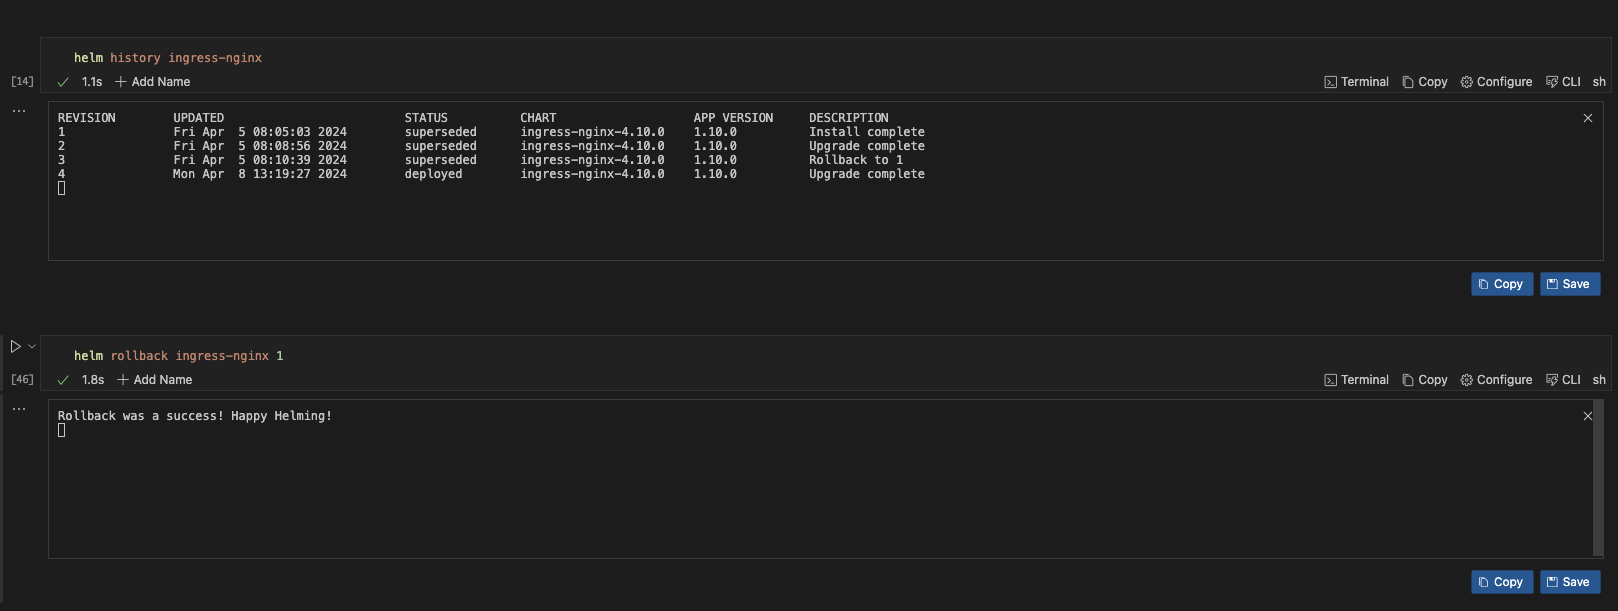 helm history ingress-nginx
[14] 1.1s Add Name Terminal Copy Configure CLI sh
...
REVISION UPDATED STATUS CHART APP VERSION DESCRIPTION
1 Fri Apr 5 08:05:03 2024 superseded ingress-nginx-4.10.0 1.10.0 Install complete
2 Fri Apr 5 08:08:56 2024 superseded ingress-nginx-4.10.0 1.10.0 Upgrade complete
3 Fri Apr 5 08:10:39 2024 superseded ingress-nginx-4.10.0 1.10.0 Rollback to 1
4 Mon Apr 8 13:19:27 2024 deployed ingress-nginx-4.10.0 1.10.0 Upgrade complete
Copy Save
helm rollback ingress-nginx 1
[46] 1.8s Add Name Terminal Copy Configure CLI sh
...
Rollback was a success! Happy Helming!
Copy Save